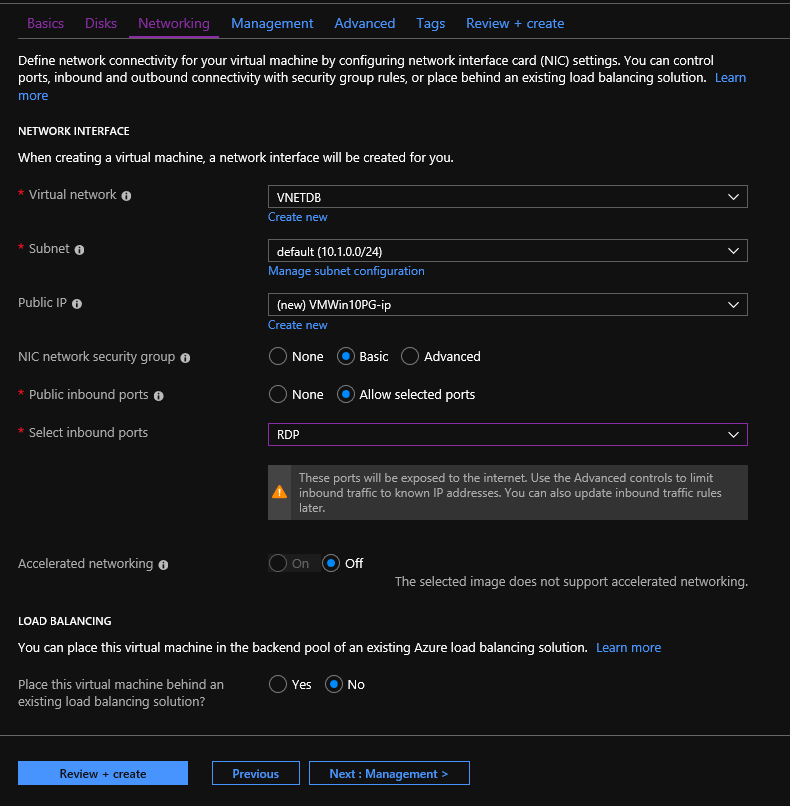 Basics Disks Networking Management Advanced Tags Review + create
Define network connectivity for your virtual machine by configuring network interface card (NIC) settings. You can control
ports, inbound and outbound connectivity with security group rules, or place behind an existing load balancing solution. Learn
more
NETWORK INTERFACE
When creating a virtual machine, a network interface will be created for you.
* Virtual network
VNETDB
Create new
* Subnet
default (10.1.0.0/24)
Manage subnet configuration
Public IP
(new) VMWin10PG-ip
Create new
NIC network security group
None Basic Advanced
* Public inbound ports
None Allow selected ports
* Select inbound ports
RDP
These ports will be exposed to the internet. Use the Advanced controls to limit
inbound traffic to known IP addresses. You can also update inbound traffic rules
later.
Accelerated networking
On Off
The selected image does not support accelerated networking.
LOAD BALANCING
You can place this virtual machine in the backend pool of an existing Azure load balancing solution. Learn more
Place this virtual machine behind an
existing load balancing solution?
Yes No
Review + create Previous Next : Management >